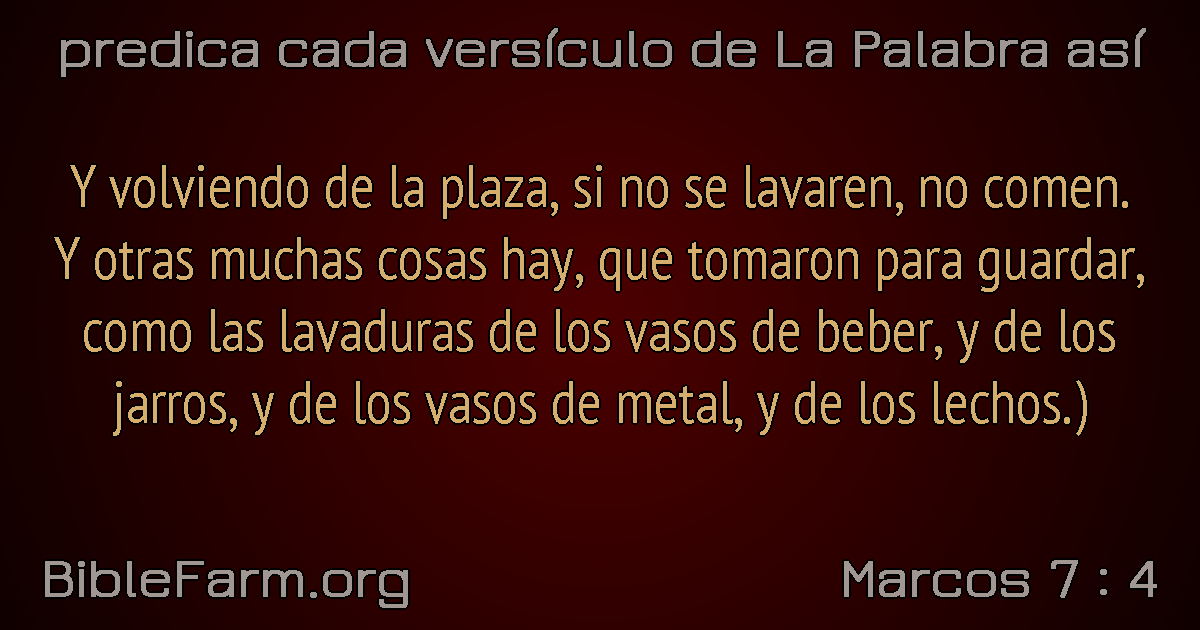 predica cada versículo de La Palabra así
Y volviendo de la plaza, si no se lavaren, no comen.
Y otras muchas cosas hay, que tomaron para guardar,
como las lavaduras de los vasos de beber, y de los
jarros, y de los vasos de metal, y de los lechos.)
BibleFarm.org
Marcos 7 : 4